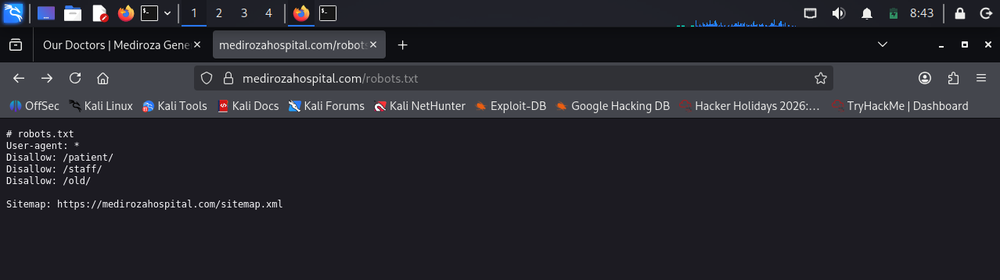 1 2 3 4 8:43
Our Doctors | Mediroza Gene medirozahospital.com/robots
medirozahospital.com/robots.txt
OffSec Kali Linux Kali Tools Kali Docs Kali Forums Kali NetHunter Exploit-DB Google Hacking DB Hacker Holidays 2026:... TryHackMe | Dashboard
# robots.txt
User-agent: *
Disallow: /patient/
Disallow: /staff/
Disallow: /old/
Sitemap: https://medirozahospital.com/sitemap.xml